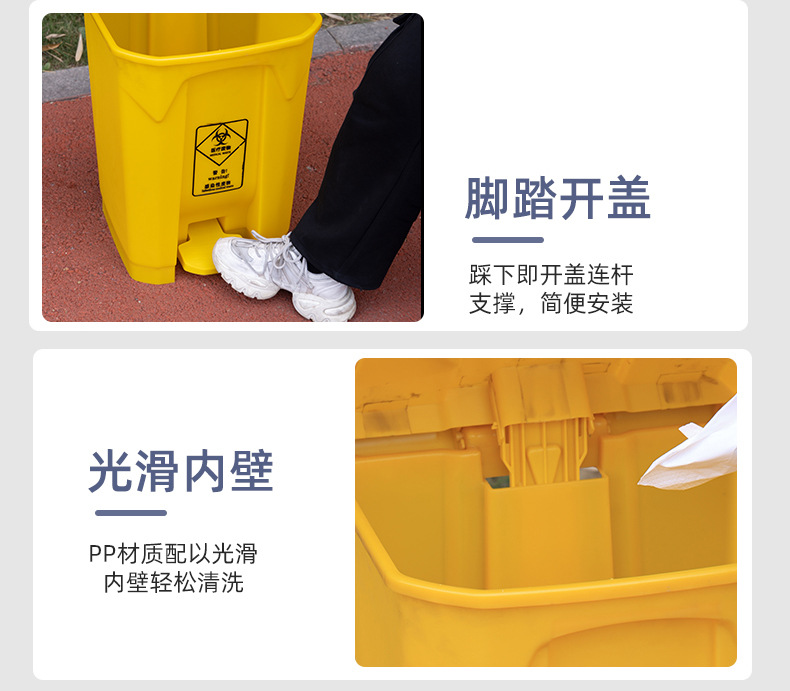 医疗废物
MEDICAL WASTE
警告!
warning!
感染性废物
脚踏开盖
踩下即开盖连杆
支撑，简便安装
光滑内壁
PP材质配以光滑
内壁轻松清洗